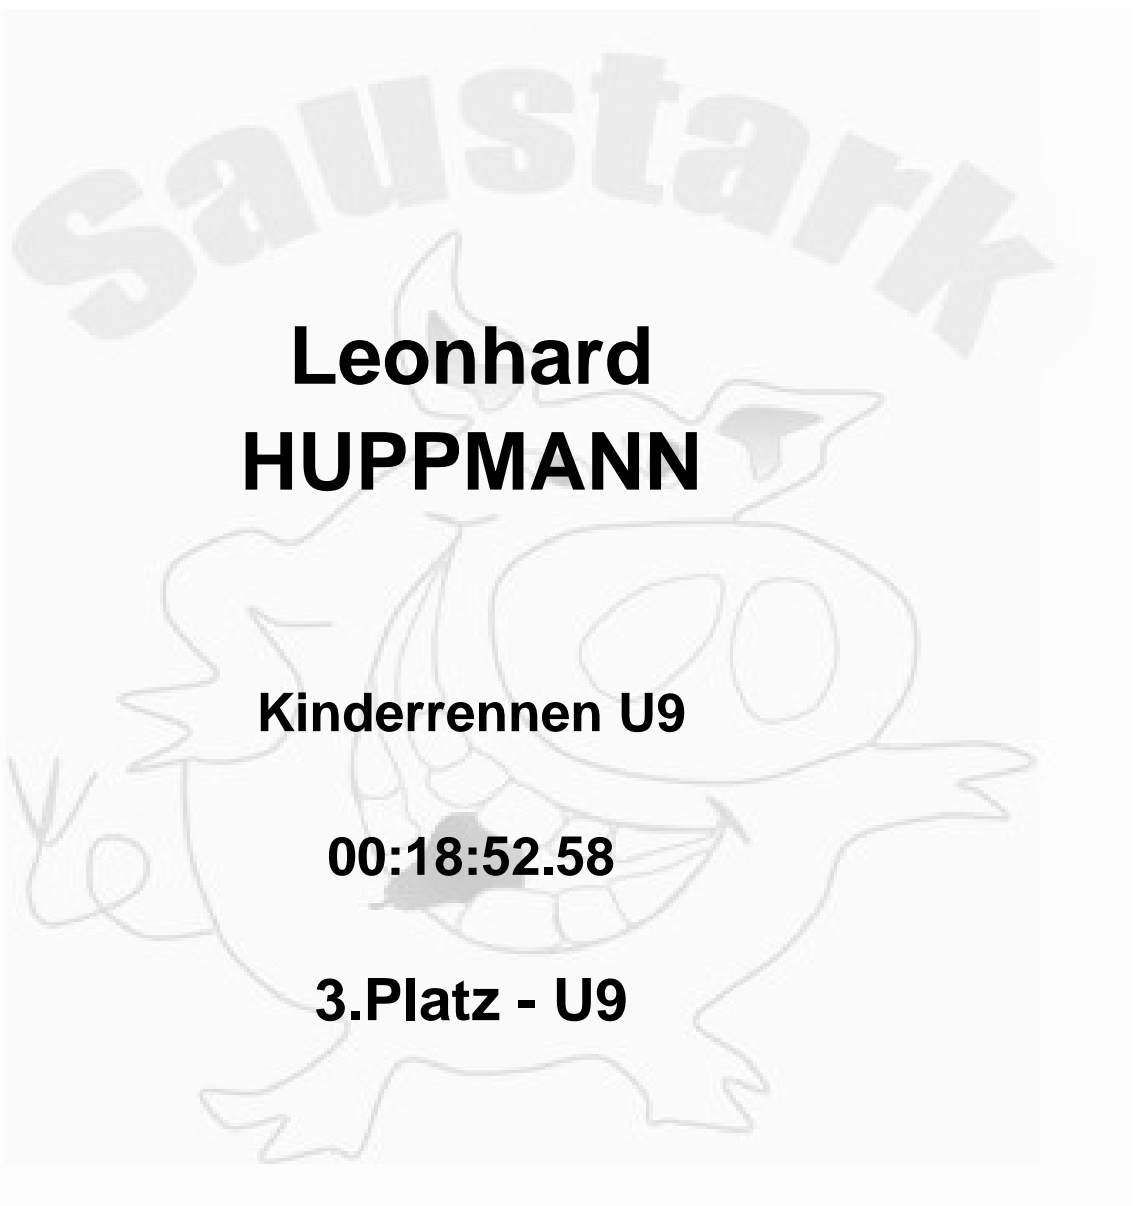 Saustark
Leonhard
HUPPMANN
Kinderrennen U9
00:18:52.58
3.Platz - U9